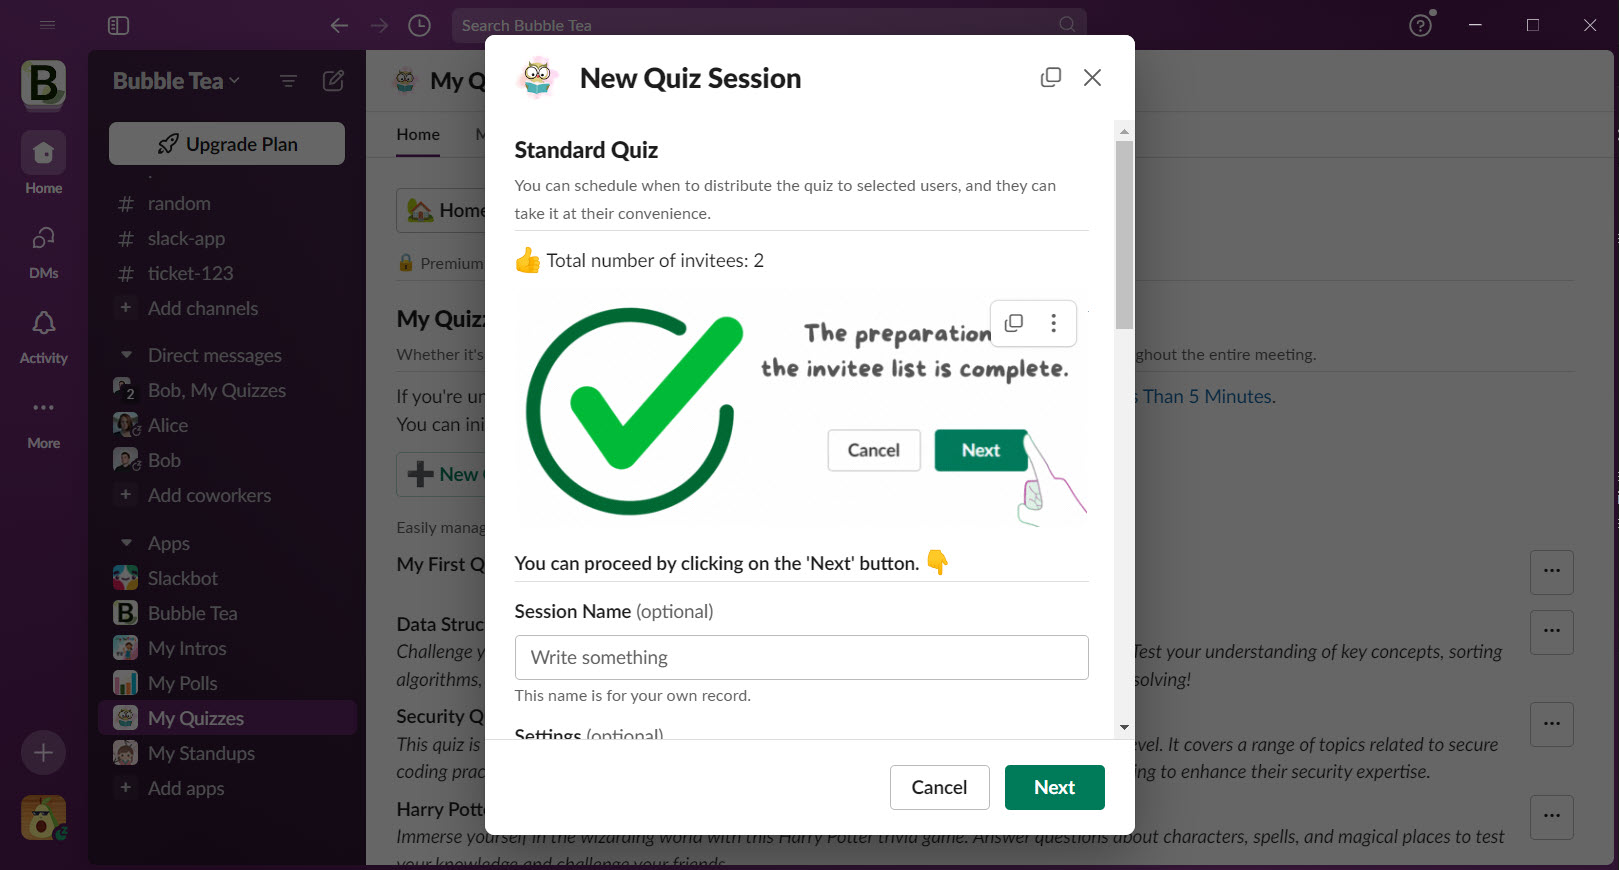 Search Bubble Tea
Bubble Tea
Upgrade Plan
Home
DMs
Activity
More
# random
# slack-app
# ticket-123
+ Add channels
Direct messages
2 Bob, My Quizzes
Alice
Bob
+ Add coworkers
Apps
Slackbot
Bubble Tea
My Intros
My Polls
My Quizzes
My Standups
+ Add apps
B
My Q
Home M
Home
Premium
My Quiz
Whether it's
ghout the entire meeting.
If you're un
s Than 5 Minutes.
You can ini
New
Easily manag
My First Q
Data Struc
Challenge y
Test your understanding of key concepts, sorting
algorithms,
solving!
Security Q
This quiz is
evel. It covers a range of topics related to secure
coding prac
ng to enhance their security expertise.
Harry Pott
Immerse yourself in the wizarding world with this Harry Potter trivia game. Answer questions about characters, spells, and magical places to test
your knowledge and challenge your friends.
New Quiz Session
Standard Quiz
You can schedule when to distribute the quiz to selected users, and they can
take it at their convenience.
👍 Total number of invitees: 2
The preparation
the invitee list is complete.
Cancel Next
You can proceed by clicking on the 'Next' button. 👇
Session Name (optional)
Write something
This name is for your own record.
Settings (optional)
Cancel Next